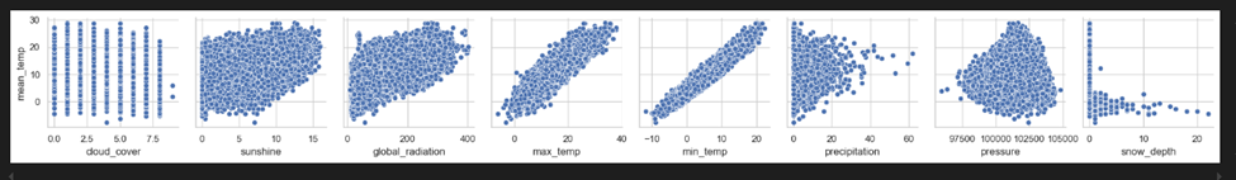 mean_temp
30
20
10
0
0.0 2.5 5.0 7.5
cloud_cover
0 5 10 15
sunshine
0 200 400
global_radiation
0 20 40
max_temp
−10 0 10 20
min_temp
0 20 40 60
precipitation
97500 100000 102500 105000
pressure
0 10 20
snow_depth